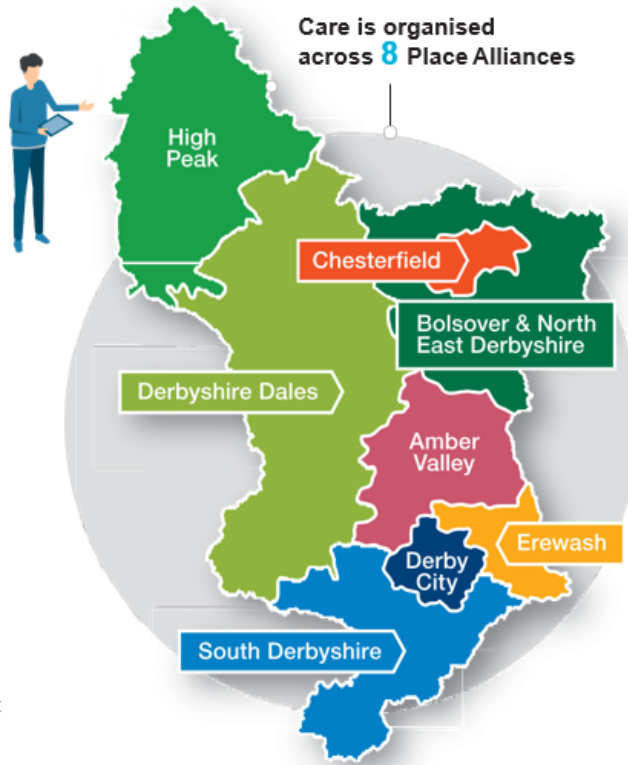 Care is organised
across 8 Place Alliances
High
Peak
Chesterfield
Bolsover & North
East Derbyshire
Derbyshire Dales
Amber
Valley
Erewash
Derby
City
South Derbyshire